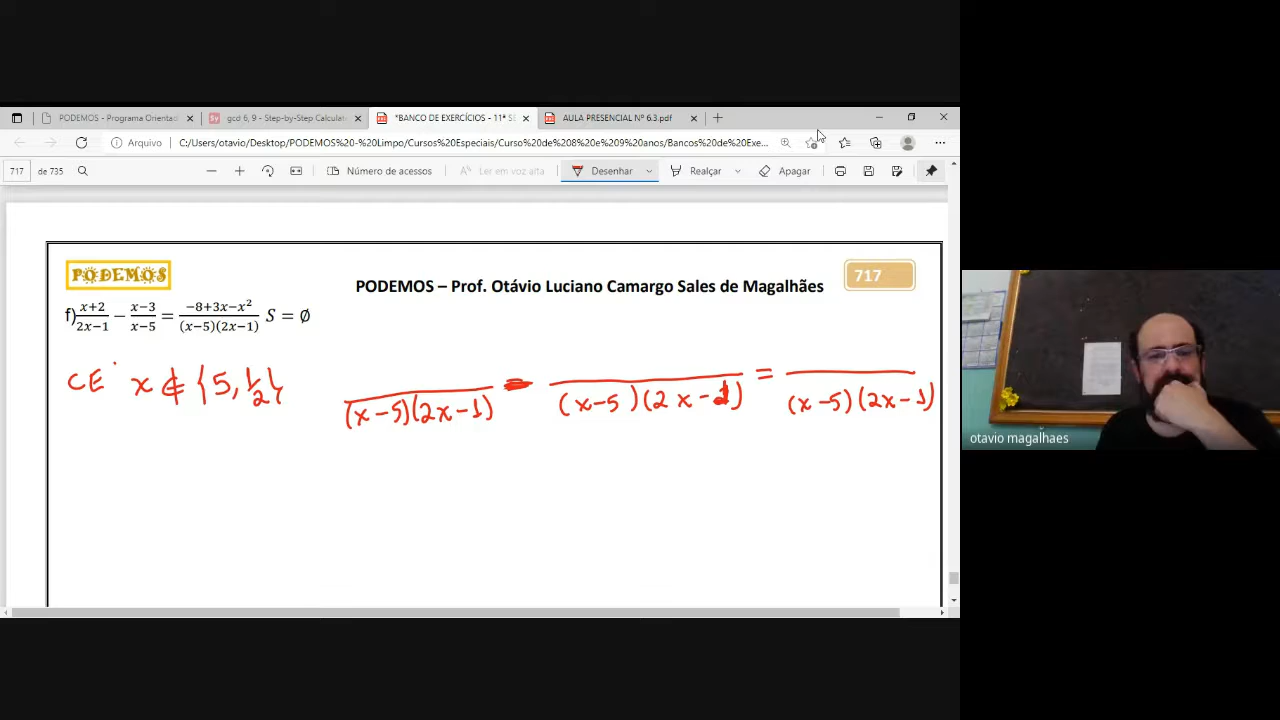 PODEMOS - Programa Orientad
gcd 6, 9 - Step-by-Step Calculato
*BANCO DE EXERCÍCIOS - 11ª SÉ
AULA PRESENCIAL Nº 6.3.pdf
Arquivo C:/Users/otavio/Desktop/PODEMOS%20-%20Limpo/Cursos%20Especiais/Curso%20de%208%20e%209%20anos/Bancos%20de%20Exe...
717 de 735 Número de acessos Ler em voz alta Desenhar Realçar Apagar
PODEMOS
PODEMOS – Prof. Otávio Luciano Camargo Sales de Magalhães
717
f) (x+2)/(2x−1) − (x−3)/(x−5) = (−8+3x−x²)/((x−5)(2x−1)) S = ∅
CE x ∉ {5, 1/2}
(x−5)(2x−1) − (x−5)(2x−1) = (x−5)(2x−1)
otavio magalhaes